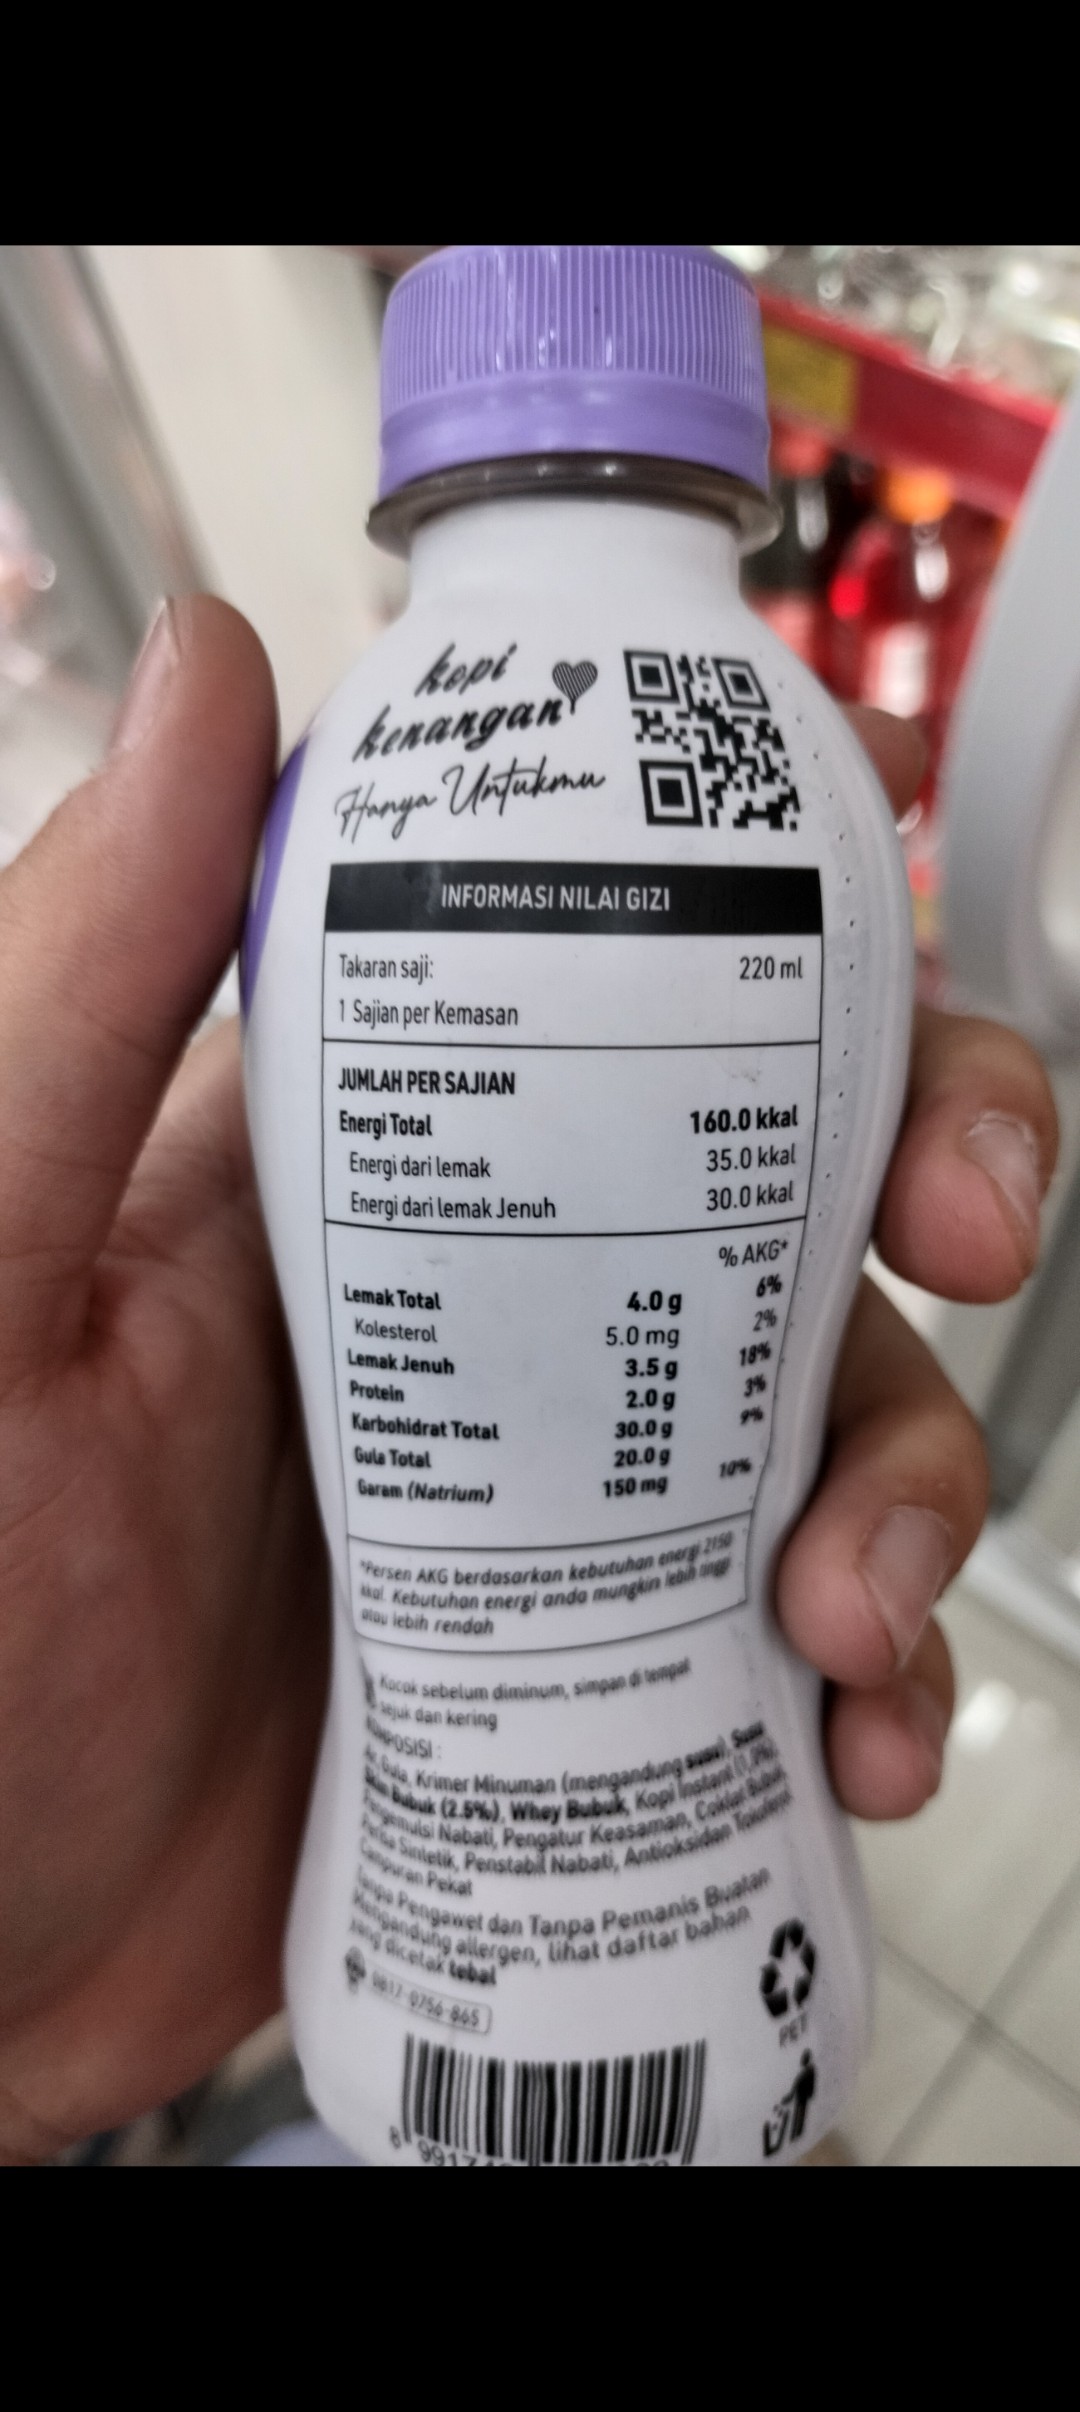 kopi
kenangan
Hanya Untukmu
INFORMASI NILAI GIZI
Takaran saji: 220 ml
1 Sajian per Kemasan
JUMLAH PER SAJIAN
Energi Total 160.0 kkal
Energi dari lemak 35.0 kkal
Energi dari lemak Jenuh 30.0 kkal
% AKG*
Lemak Total 4.0 g 6%
Kolesterol 5.0 mg 2%
Lemak Jenuh 3.5 g 18%
Protein 2.0 g 3%
Karbohidrat Total 30.0 g 9%
Gula Total 20.0 g
Garam (Natrium) 150 mg 10%
*Persen AKG berdasarkan kebutuhan energi 2150
kkal. Kebutuhan energi anda mungkin lebih tinggi
atau lebih rendah
Kocok sebelum diminum, simpan di tempat
sejuk dan kering
KOMPOSISI :
Air, Gula, Krimer Minuman (mengandung susu), Susu
Skim Bubuk (2.5%), Whey Bubuk, Kopi Instant
Pengemulsi Nabati, Pengatur Keasaman, Coklat Bubuk,
Perisa Sintetik, Penstabil Nabati, Antioksidan Tokoferol
Campuran Pekat
Tanpa Pengawet dan Tanpa Pemanis Buatan
Mengandung allergen, lihat daftar bahan
yang dicetak tebal
0817-0756-865
PET
8 9917